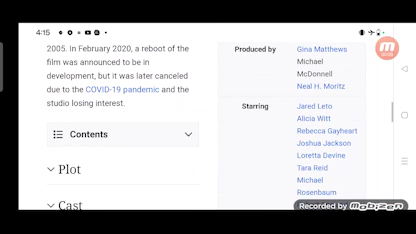 4:15
2005. In February 2020, a reboot of the
film was announced to be in
development, but it was later canceled
due to the COVID-19 pandemic and the
studio losing interest.
Contents
Plot
Cast
Produced by
Gina Matthews
Michael
McDonnell
Neal H. Moritz
Starring
Jared Leto
Alicia Witt
Rebecca Gayheart
Joshua Jackson
Loretta Devine
Tara Reid
Michael
Rosenbaum
Recorded by Mobizen